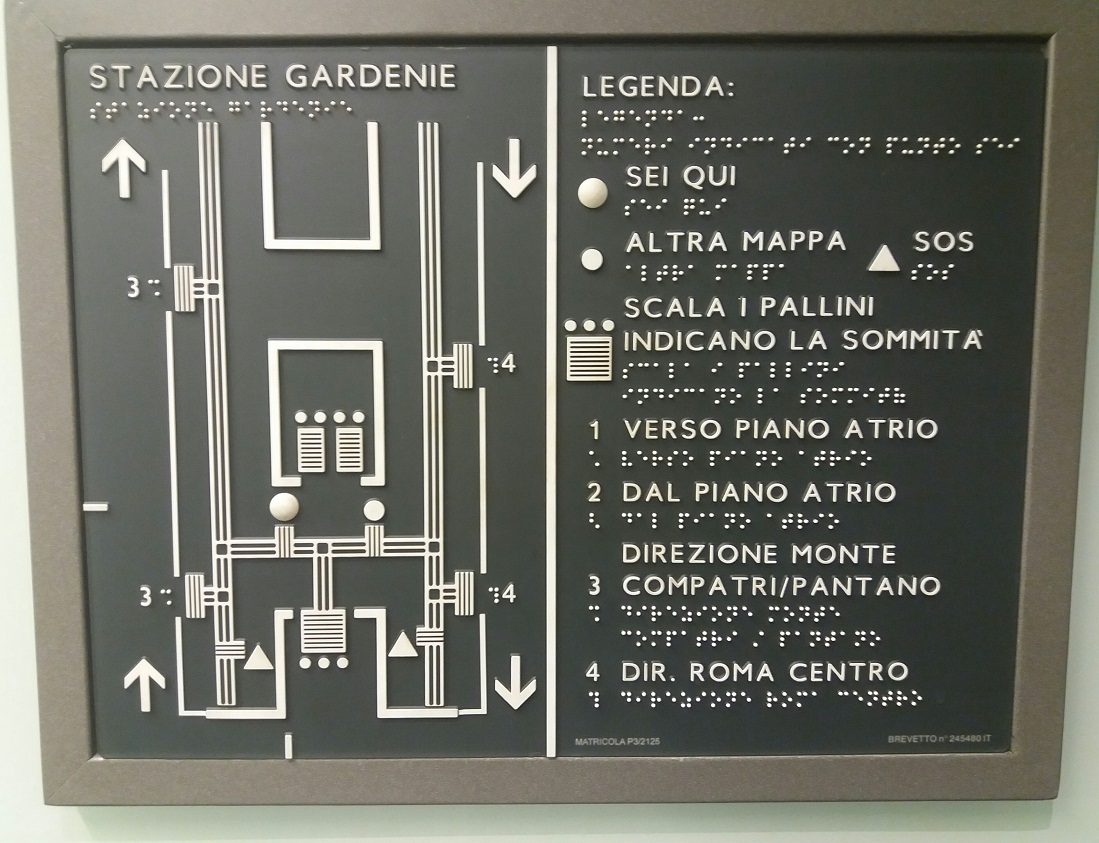 STAZIONE GARDENIE
3
4
3
4
LEGENDA:
SEI QUI
ALTRA MAPPA
SOS
SCALA I PALLINI
INDICANO LA SOMMITA'
1 VERSO PIANO ATRIO
2 DAL PIANO ATRIO
DIREZIONE MONTE
3 COMPATRI/PANTANO
4 DIR. ROMA CENTRO
MATRICOLA P3/2125
BREVETTO n° 245480 IT